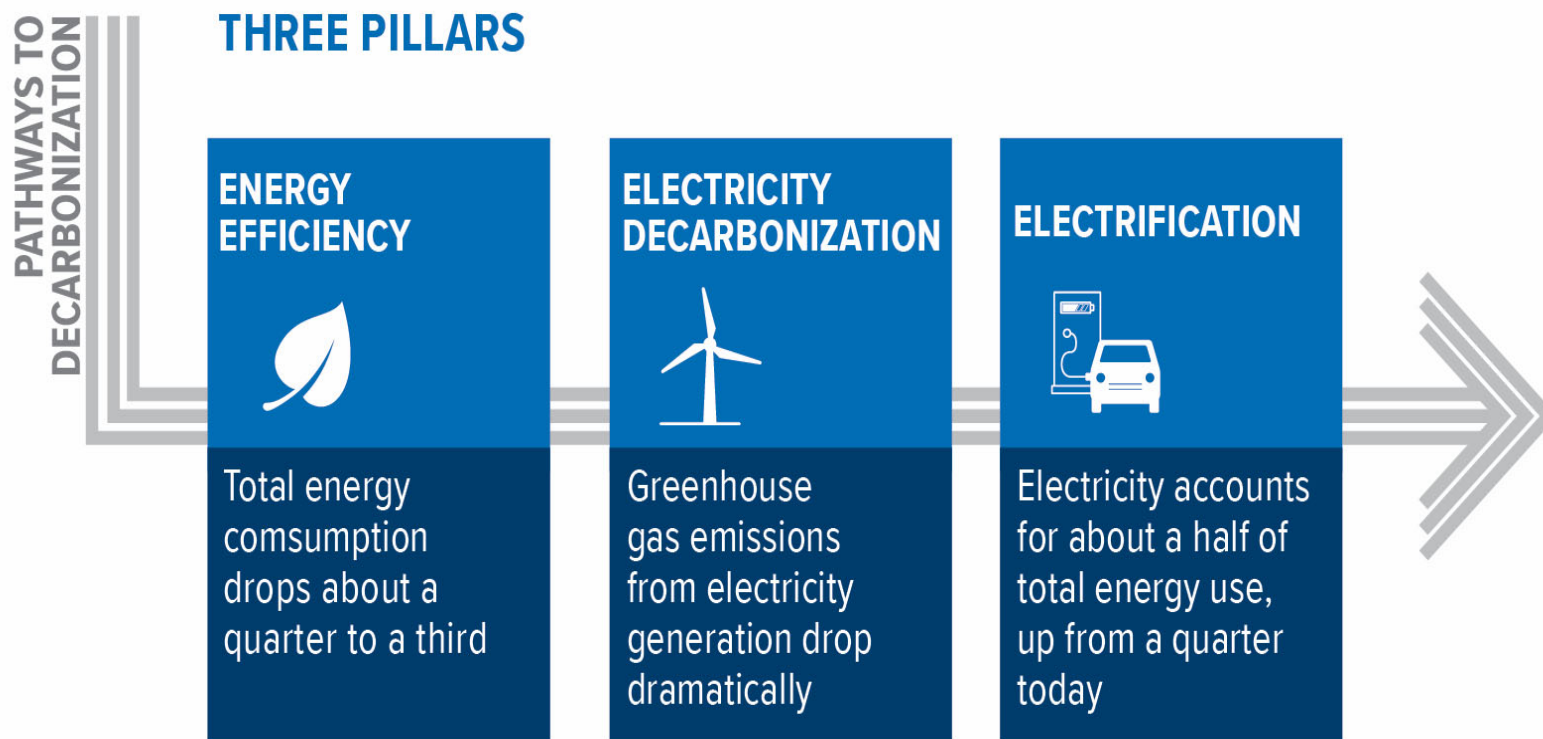 PATHWAYS TO
DECARBONIZATION
THREE PILLARS
ENERGY
EFFICIENCY
Total energy
comsumption
drops about a
quarter to a third
ELECTRICITY
DECARBONIZATION
Greenhouse
gas emissions
from electricity
generation drop
dramatically
ELECTRIFICATION
Electricity accounts
for about a half of
total energy use,
up from a quarter
today